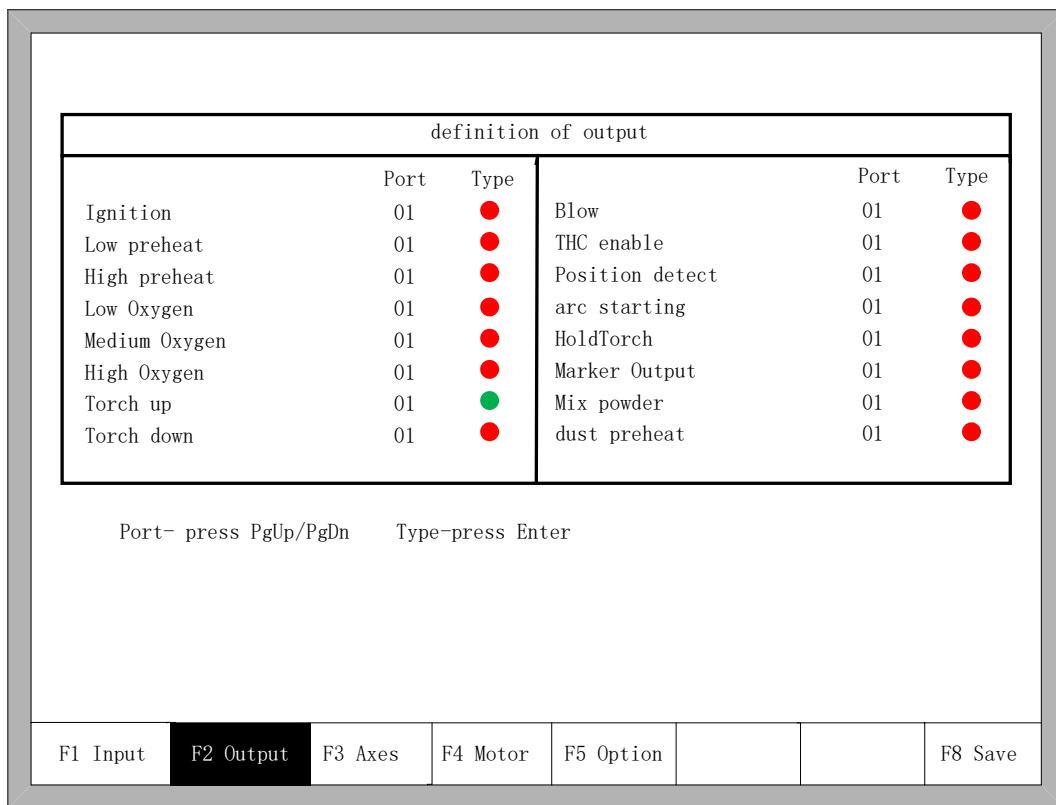 definition of output
Port Type
Ignition 01
Low preheat 01
High preheat 01
Low Oxygen 01
Medium Oxygen 01
High Oxygen 01
Torch up 01
Torch down 01
Port Type
Blow 01
THC enable 01
Position detect 01
arc starting 01
HoldTorch 01
Marker Output 01
Mix powder 01
dust preheat 01
Port- press PgUp/PgDn Type-press Enter
F1 Input F2 Output F3 Axes F4 Motor F5 Option F8 Save